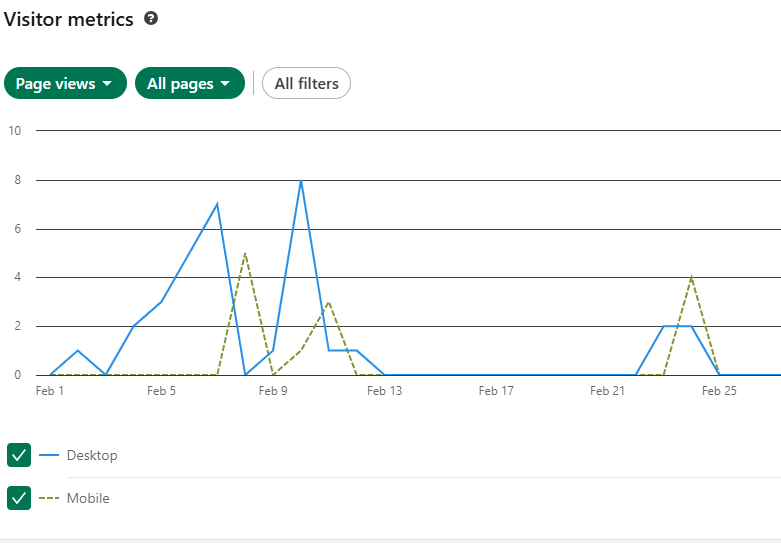 Visitor metrics ?
Page views All pages All filters
10
8
6
4
2
0
Feb 1 Feb 5 Feb 9 Feb 13 Feb 17 Feb 21 Feb 25
Desktop
Mobile